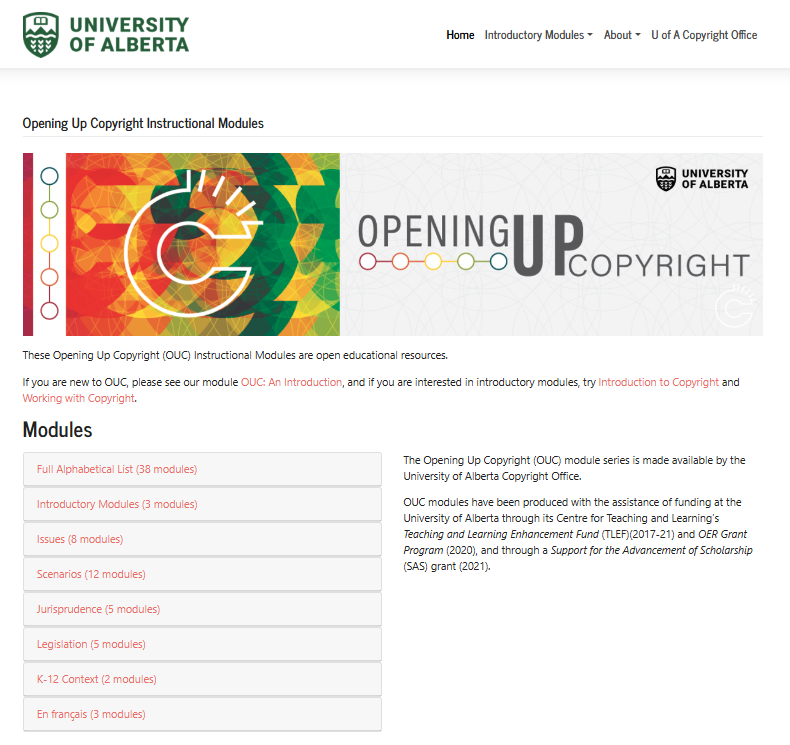 UNIVERSITY
OF ALBERTA
Home Introductory Modules About U of A Copyright Office
Opening Up Copyright Instructional Modules
UNIVERSITY
OF ALBERTA
OPENING UP COPYRIGHT
These Opening Up Copyright (OUC) Instructional Modules are open educational resources.
If you are new to OUC, please see our module OUC: An Introduction, and if you are interested in introductory modules, try Introduction to Copyright and
Working with Copyright.
Modules
Full Alphabetical List (38 modules)
Introductory Modules (3 modules)
Issues (8 modules)
Scenarios (12 modules)
Jurisprudence (5 modules)
Legislation (5 modules)
K-12 Context (2 modules)
En français (3 modules)
The Opening Up Copyright (OUC) module series is made available by the
University of Alberta Copyright Office.
OUC modules have been produced with the assistance of funding at the
University of Alberta through its Centre for Teaching and Learning's
Teaching and Learning Enhancement Fund (TLEF)(2017-21) and OER Grant
Program (2020), and through a Support for the Advancement of Scholarship
(SAS) grant (2021).